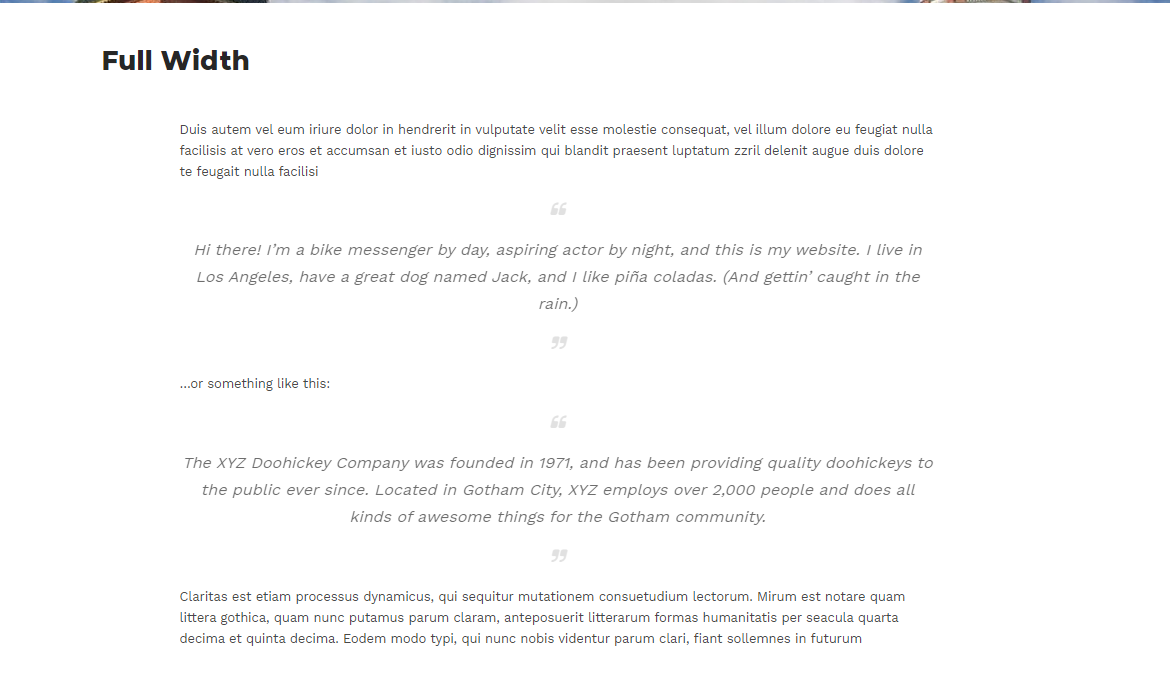 Full Width
Duis autem vel eum iriure dolor in hendrerit in vulputate velit esse molestie consequat, vel illum dolore eu feugiat nulla
facilisis at vero eros et accumsan et iusto odio dignissim qui blandit praesent luptatum zzril delenit augue duis dolore
te feugait nulla facilisi
“
Hi there! I’m a bike messenger by day, aspiring actor by night, and this is my website. I live in
Los Angeles, have a great dog named Jack, and I like piña coladas. (And gettin’ caught in the
rain.)
”
…or something like this:
“
The XYZ Doohickey Company was founded in 1971, and has been providing quality doohickeys to
the public ever since. Located in Gotham City, XYZ employs over 2,000 people and does all
kinds of awesome things for the Gotham community.
”
Claritas est etiam processus dynamicus, qui sequitur mutationem consuetudium lectorum. Mirum est notare quam
littera gothica, quam nunc putamus parum claram, anteposuerit litterarum formas humanitatis per seacula quarta
decima et quinta decima. Eodem modo typi, qui nunc nobis videntur parum clari, fiant sollemnes in futurum